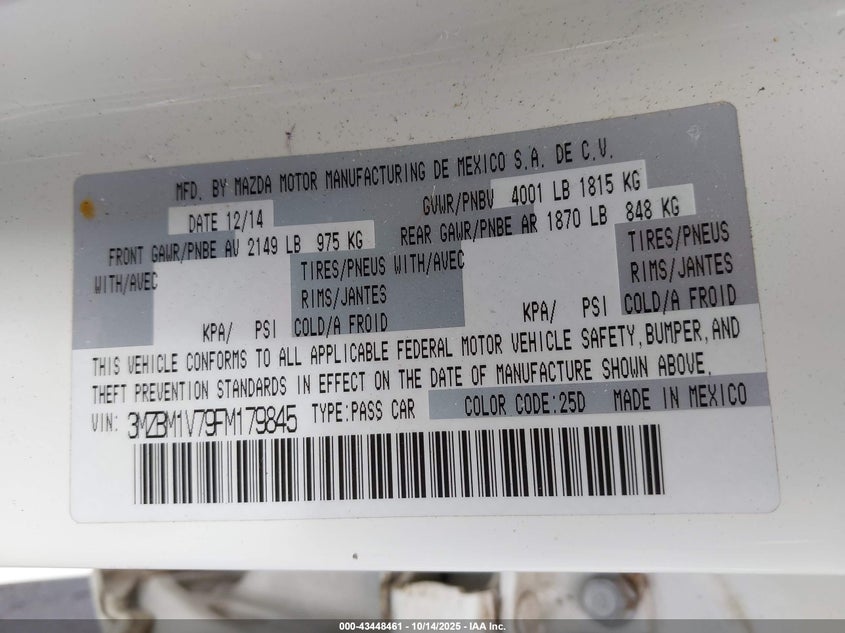 MFD. BY MAZDA MOTOR MANUFACTURING DE MEXICO S.A. DE C.V.
DATE 12/14 GVWR/PNBV 4001 LB 1815 KG
FRONT GAWR/PNBE AV 2149 LB 975 KG REAR GAWR/PNBE AR 1870 LB 848 KG
WITH/AVEC TIRES/PNEUS WITH/AVEC TIRES/PNEUS
RIMS/JANTES RIMS/JANTES
KPA/ PSI COLD/A FROID KPA/ PSI COLD/A FROID
THIS VEHICLE CONFORMS TO ALL APPLICABLE FEDERAL MOTOR VEHICLE SAFETY, BUMPER, AND
THEFT PREVENTION STANDARDS IN EFFECT ON THE DATE OF MANUFACTURE SHOWN ABOVE.
VIN: 3MZBM1V79FM179845 TYPE: PASS CAR COLOR CODE: 25D MADE IN MEXICO
000-43448461 - 10/14/2025 - IAA Inc.